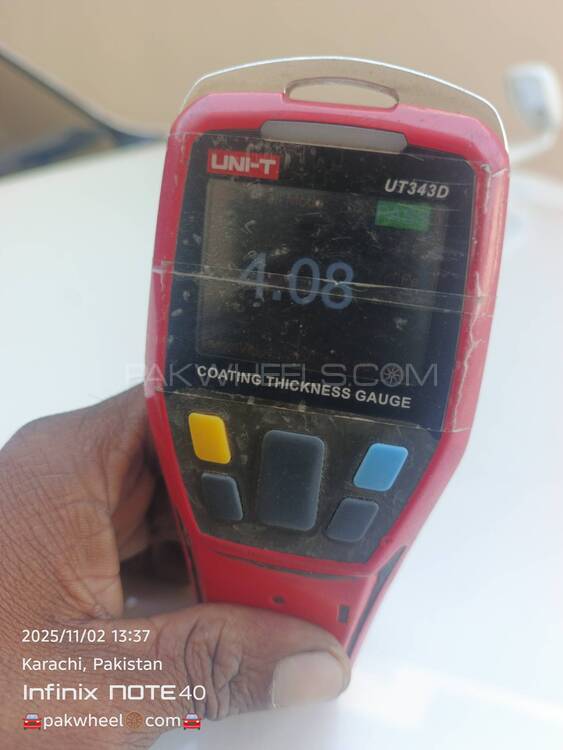 UNI-T
UT343D
4.08
PAKWHEELS.COM
COATING THICKNESS GAUGE
2025/11/02 13:37
Karachi, Pakistan
Infinix NOTE 40
🚘pakwheel🛞com🚘